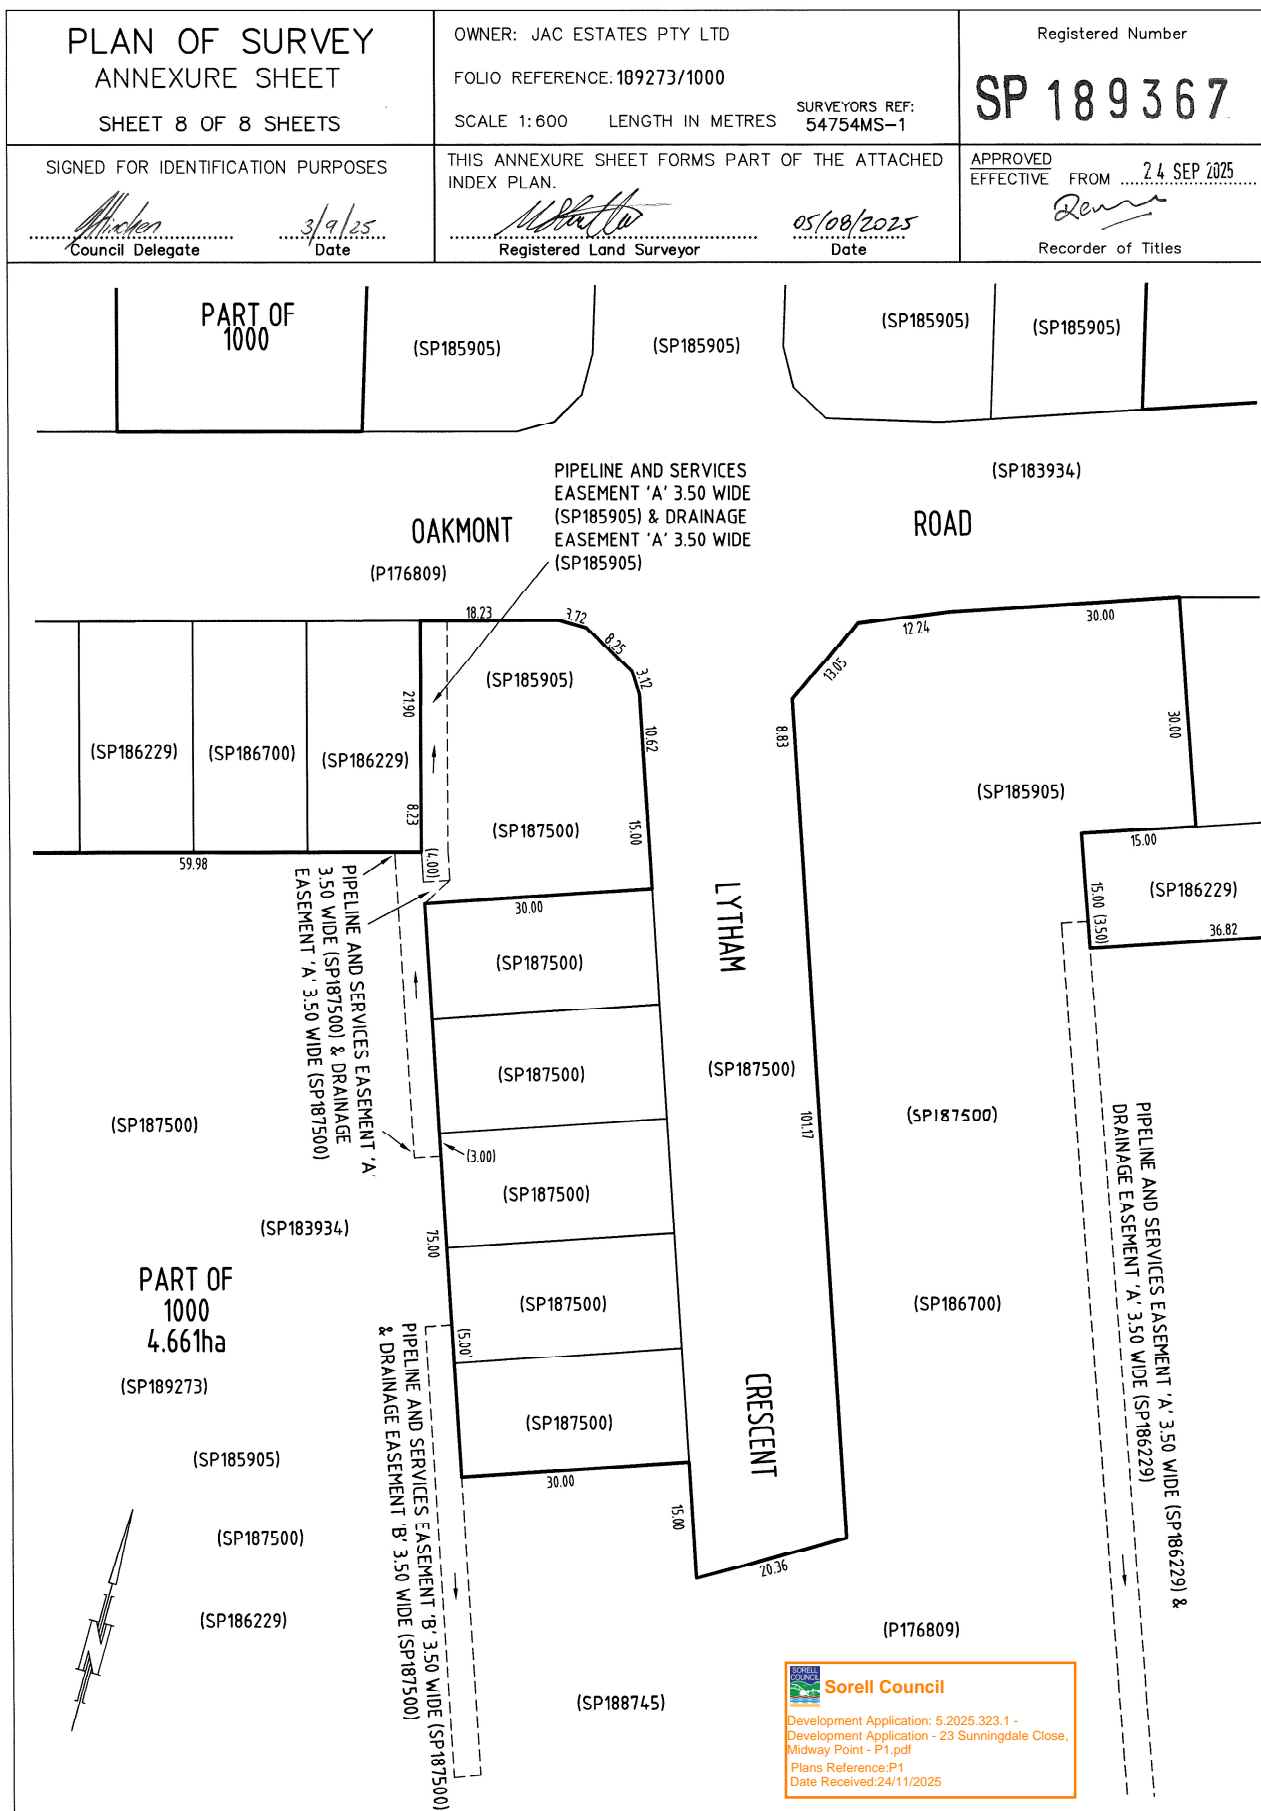 PLAN OF SURVEY
ANNEXURE SHEET
SHEET 8 OF 8 SHEETS
OWNER: JAC ESTATES PTY LTD
FOLIO REFERENCE: 189273/1000
SCALE 1:600 LENGTH IN METRES
SURVEYORS REF:
54754MS-1
Registered Number
SP 189367
SIGNED FOR IDENTIFICATION PURPOSES
3/9/25
Council Delegate Date
THIS ANNEXURE SHEET FORMS PART OF THE ATTACHED
INDEX PLAN.
05/08/2025
Registered Land Surveyor Date
APPROVED
EFFECTIVE FROM 24 SEP 2025
Recorder of Titles
PART OF
1000
(SP185905)
(SP185905)
(SP185905)
(SP185905)
(SP183934)
PIPELINE AND SERVICES
EASEMENT 'A' 3.50 WIDE
(SP185905) & DRAINAGE
EASEMENT 'A' 3.50 WIDE
(SP185905)
OAKMONT
ROAD
(P176809)
18.23
3.72
8.25
3.12
10.62
15.00
12.24
30.00
13.05
8.83
30.00
21.90
8.23
(SP185905)
(SP186229)
(SP186700)
(SP186229)
(SP185905)
(SP187500)
59.98
(4.00)
15.00
(SP186229)
15.00 (3.50)
36.82
30.00
PIPELINE AND SERVICES EASEMENT 'A'
3.50 WIDE (SP187500) & DRAINAGE
EASEMENT 'A' 3.50 WIDE (SP187500)
LYTHAM
(SP187500)
(SP187500)
(SP187500)
(SP187500)
(SP187500)
101.17
(SP187500)
(3.00)
(SP187500)
(SP183934)
75.00
PIPELINE AND SERVICES EASEMENT 'A' 3.50 WIDE (SP186229) &
DRAINAGE EASEMENT 'A' 3.50 WIDE (SP186229)
PART OF
1000
4.661ha
(SP187500)
(SP186700)
(5.00)
(SP189273)
PIPELINE AND SERVICES EASEMENT 'B' 3.50 WIDE (SP187500)
& DRAINAGE EASEMENT 'B' 3.50 WIDE (SP187500)
(SP187500)
CRESCENT
(SP185905)
30.00
15.00
(SP187500)
20.36
(SP186229)
(P176809)
(SP188745)
SORELL
COUNCIL
Sorell Council
Development Application: 5.2025.323.1 -
Development Application - 23 Sunningdale Close,
Midway Point - P1.pdf
Plans Reference:P1
Date Received:24/11/2025